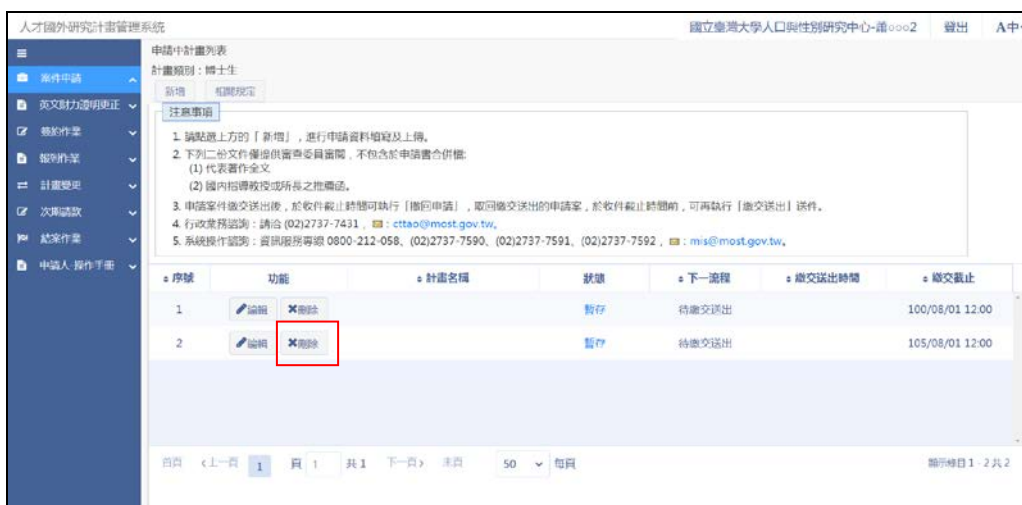 人才國外研究計畫管理系統 國立臺灣大學人口與性別研究中心-蕭○○○2 登出 A中
申請中計畫列表
計畫類別：博士生
案件申請
新增 相關規定
英文財力證明更正
注意事項
簽約作業
1. 請點選上方的「 新增」，進行申請資料填寫及上傳。
報到作業
2. 下列二份文件僅提供審查委員審閱，不包含於申請書合併檔:
(1) 代表著作全文
計畫變更
(2) 國內指導教授或所長之推薦函。
次期請款
3. 申請案件繳交送出後，於收件截止時間可執行「撤回申請」，取回繳交送出的申請案，於收件截止時間前，可再執行「繳交送出」送件。
4. 行政業務諮詢：請洽 (02)2737-7431，：cttao@most.gov.tw。
結案作業
5. 系統操作諮詢：資訊服務專線 0800-212-058、(02)2737-7590、(02)2737-7591、(02)2737-7592，：mis@most.gov.tw。
申請人-操作手冊
序號 功能 計畫名稱 狀態 下一流程 繳交送出時間 繳交截止
1 編輯 刪除 暫存 待繳交送出 100/08/01 12:00
2 編輯 刪除 暫存 待繳交送出 105/08/01 12:00
首頁 上一頁 1 頁 1 共 1 下一頁 末頁 50 每頁 顯示條目 1 - 2 共 2